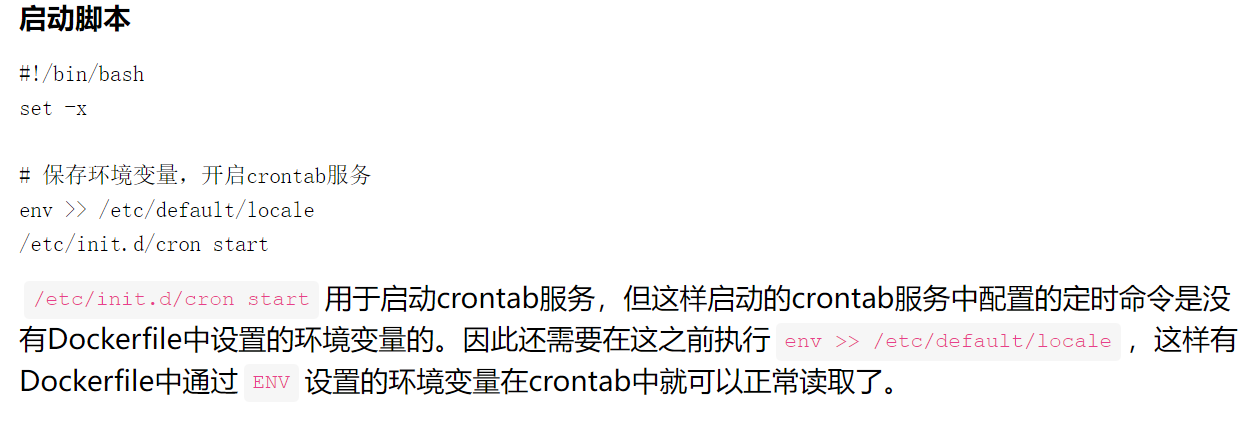 启动脚本
#!/bin/bash
set -x
# 保存环境变量，开启crontab服务
env >> /etc/default/locale
/etc/init.d/cron start
/etc/init.d/cron start 用于启动crontab服务，但这样启动的crontab服务中配置的定时命令是没
有Dockerfile中设置的环境变量的。因此还需要在这之前执行 env >> /etc/default/locale ，这样有
Dockerfile中通过 ENV 设置的环境变量在crontab中就可以正常读取了。